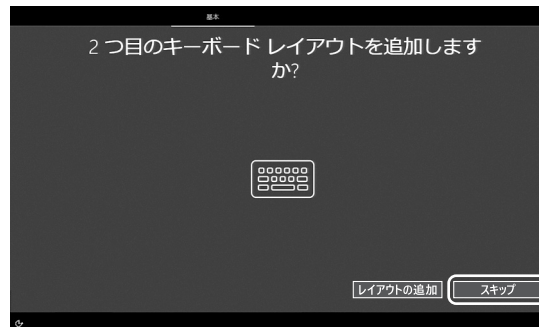 基本
2 つ目のキーボード レイアウトを追加します
か?
レイアウトの追加
スキップ